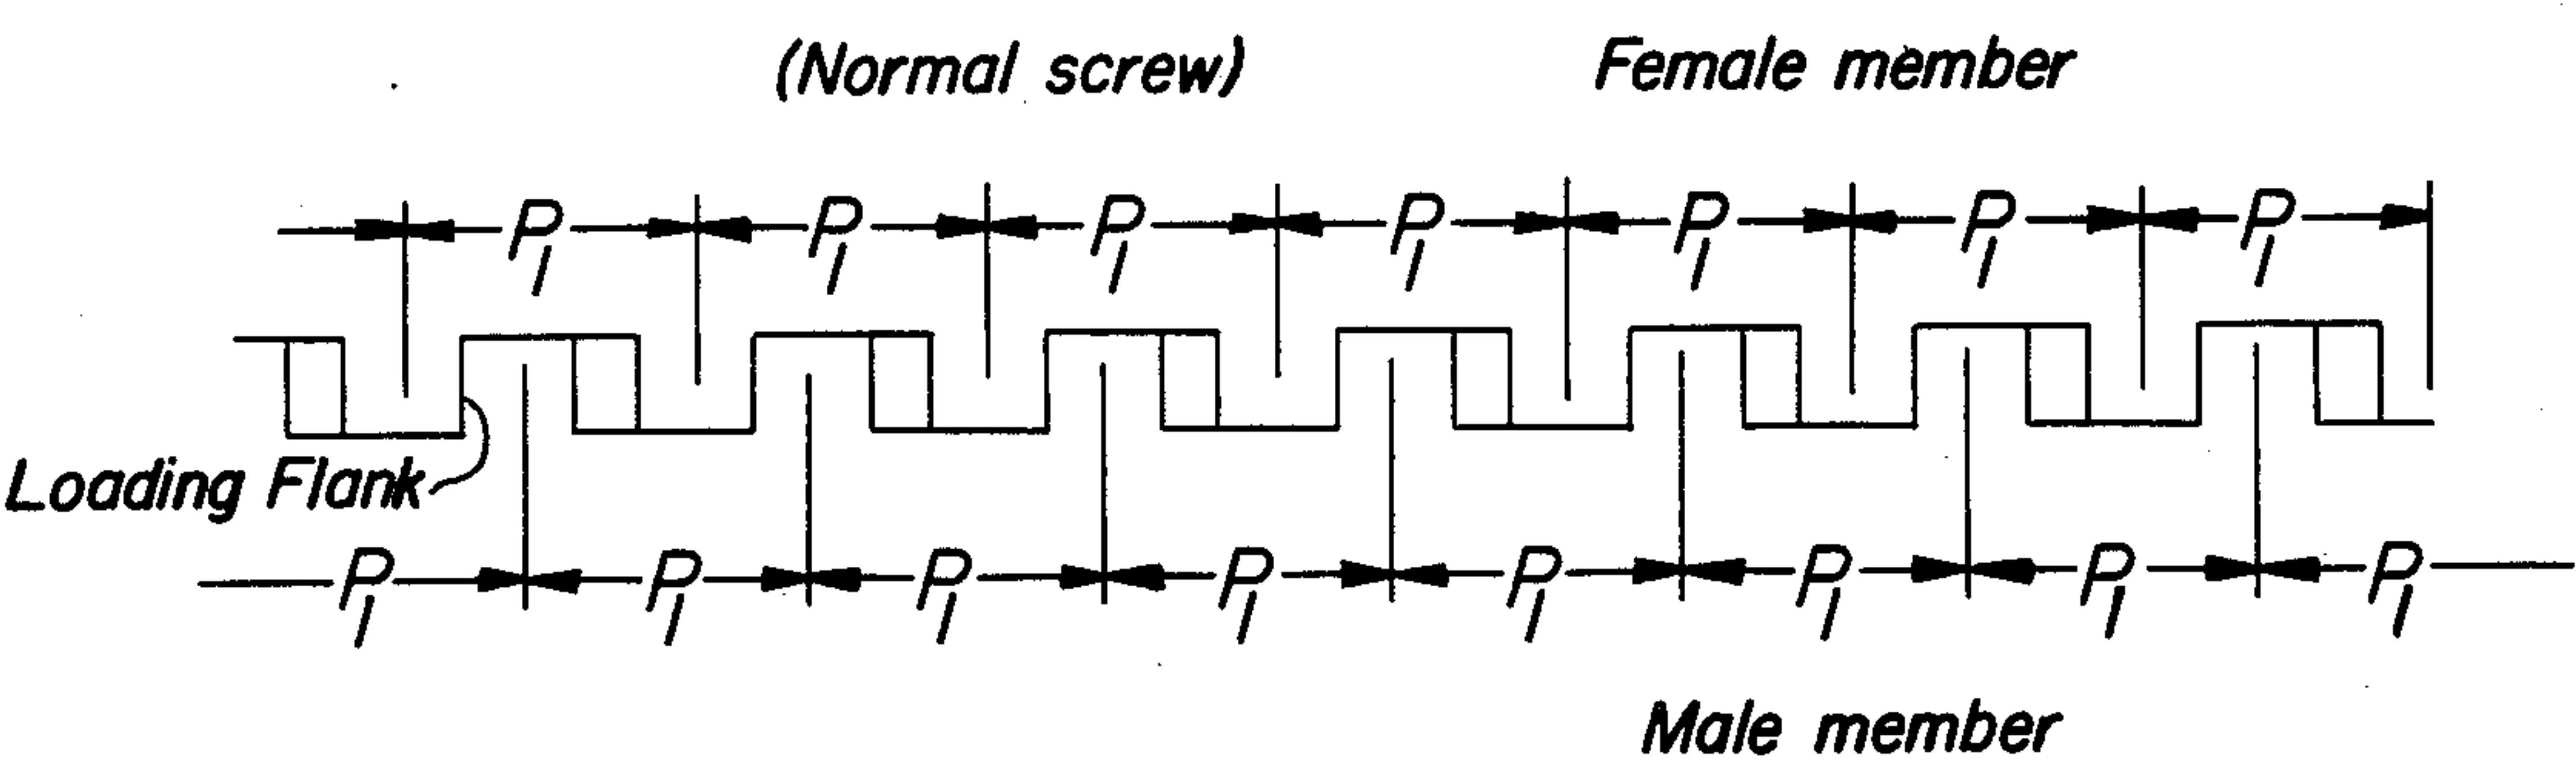 (Normal screw) Female member
P1 P1 P1 P1 P1 P1 P1
Loading Flank
P1 P1 P1 P1 P1 P1 P1 P1
Male member